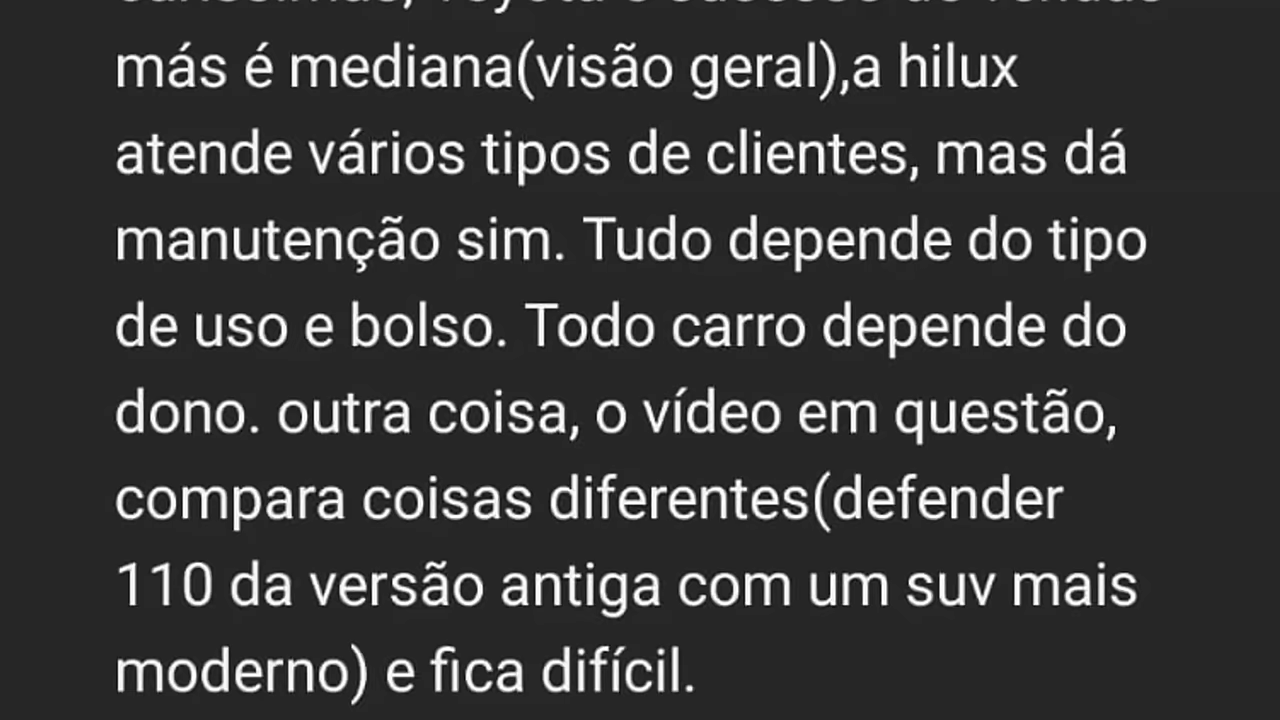 más é mediana(visão geral),a hilux
atende vários tipos de clientes, mas dá
manutenção sim. Tudo depende do tipo
de uso e bolso. Todo carro depende do
dono. outra coisa, o vídeo em questão,
compara coisas diferentes(defender
110 da versão antiga com um suv mais
moderno) e fica difícil.